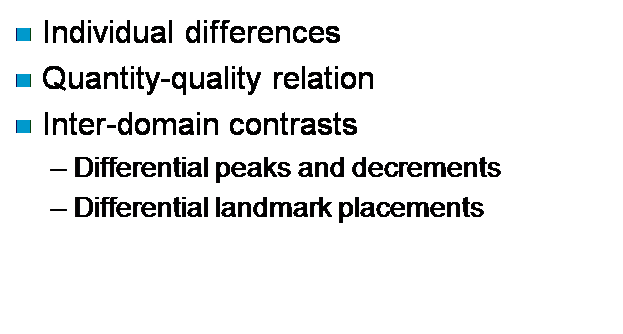 Individual differences
Quantity-quality relation
Inter-domain contrasts
– Differential peaks and decrements
– Differential landmark placements